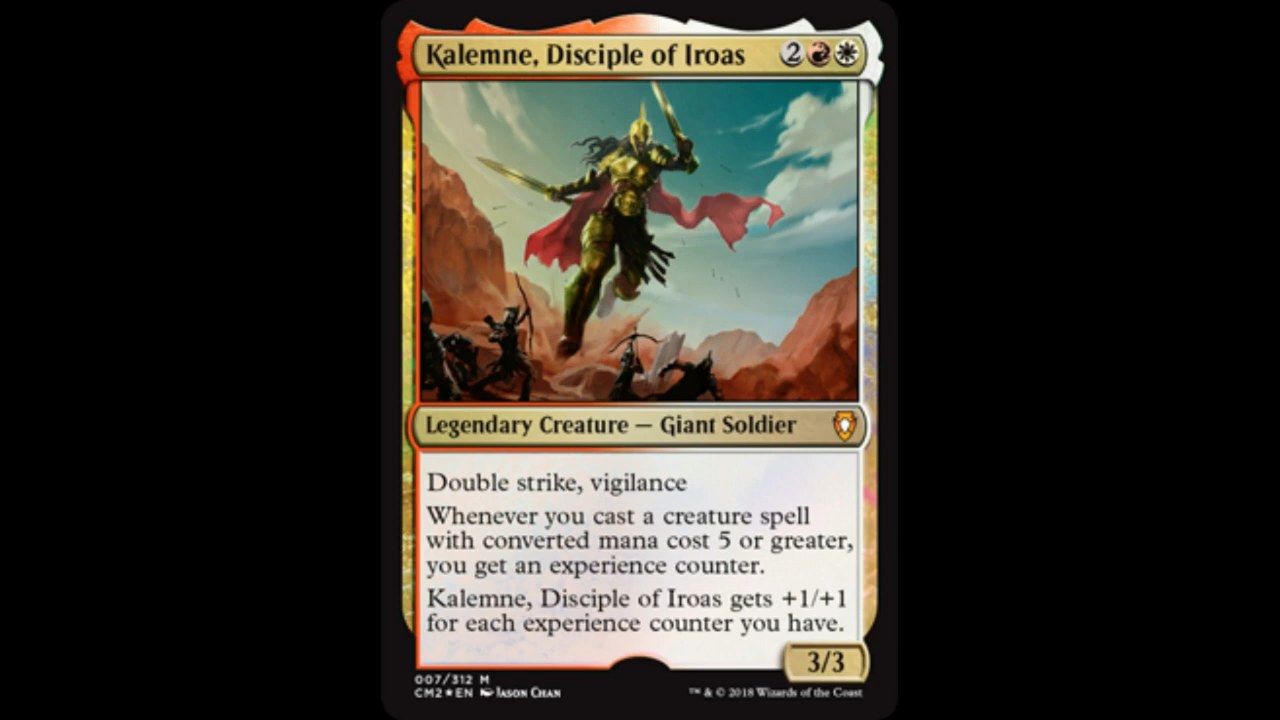 Kalemne, Disciple of Iroas 2
Legendary Creature — Giant Soldier
Double strike, vigilance
Whenever you cast a creature spell
with converted mana cost 5 or greater,
you get an experience counter.
Kalemne, Disciple of Iroas gets +1/+1
for each experience counter you have.
3/3
007/312 M
CM2★EN Jason Chan
™ & © 2018 Wizards of the Coast